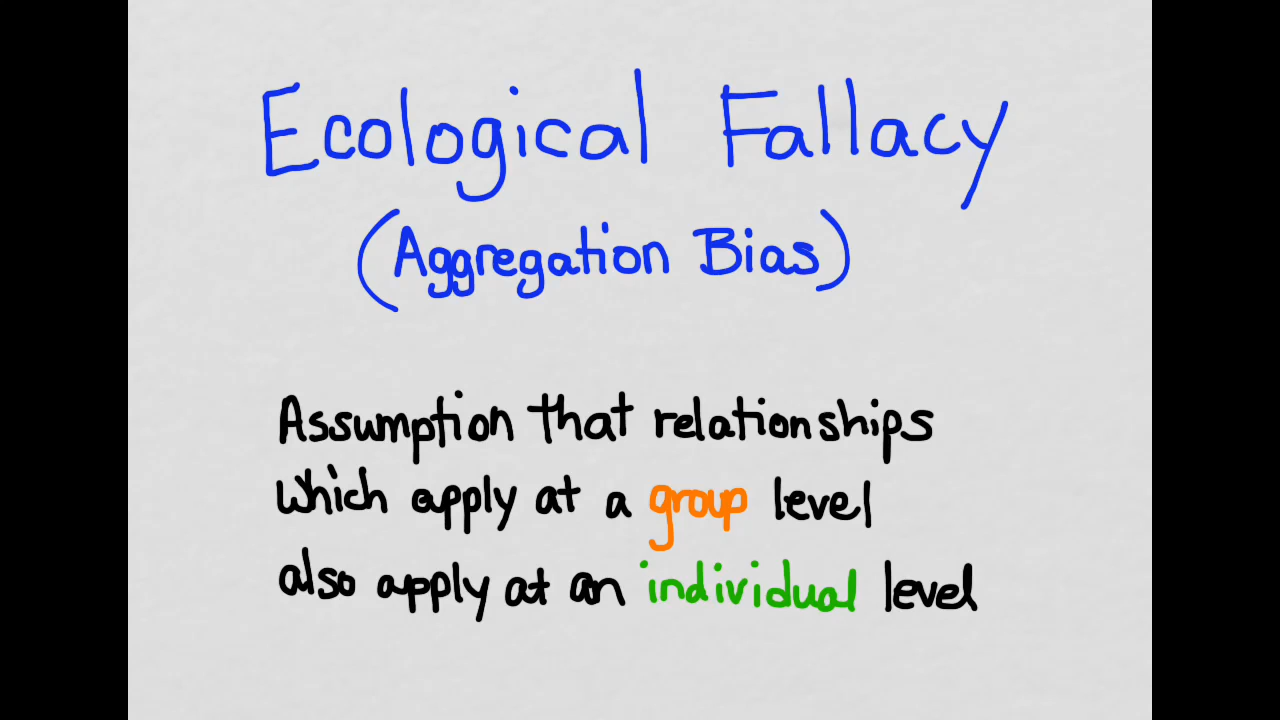 Ecological Fallacy
(Aggregation Bias)
Assumption that relationships
which apply at a group level
also apply at an individual level